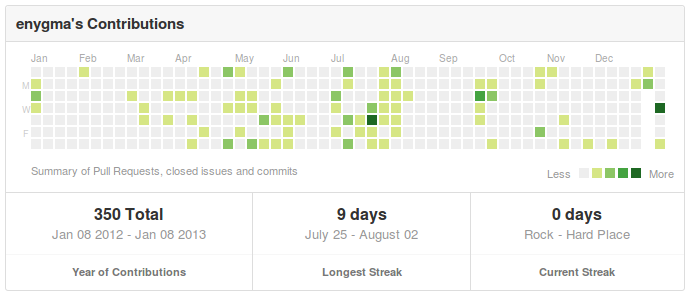 enygma's Contributions
Jan Feb Mar Apr May Jun Jul Aug Sep Oct Nov Dec
M
W
F
Summary of Pull Requests, closed issues and commits
Less More
350 Total
Jan 08 2012 - Jan 08 2013
Year of Contributions
9 days
July 25 - August 02
Longest Streak
0 days
Rock - Hard Place
Current Streak